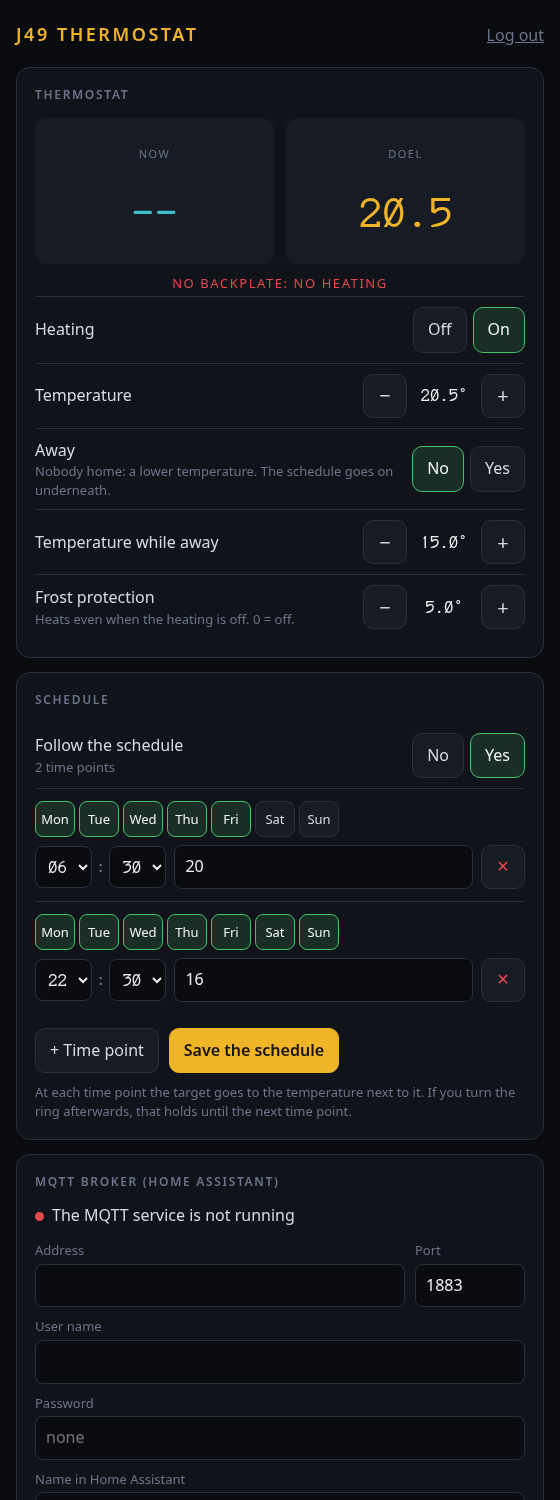 J49 THERMOSTAT
Log out
THERMOSTAT
NOW
DOEL
--
20.5
NO BACKPLATE: NO HEATING
Heating
Off
On
Temperature
−
20.5°
+
Away
Nobody home: a lower temperature. The schedule goes on
underneath.
No
Yes
Temperature while away
−
15.0°
+
Frost protection
Heats even when the heating is off. 0 = off.
−
5.0°
+
SCHEDULE
Follow the schedule
2 time points
No
Yes
Mon Tue Wed Thu Fri Sat Sun
06 : 30 20 ×
Mon Tue Wed Thu Fri Sat Sun
22 : 30 16 ×
+ Time point
Save the schedule
At each time point the target goes to the temperature next to it. If you turn the
ring afterwards, that holds until the next time point.
MQTT BROKER (HOME ASSISTANT)
The MQTT service is not running
Address
Port
1883
User name
Password
none
Name in Home Assistant